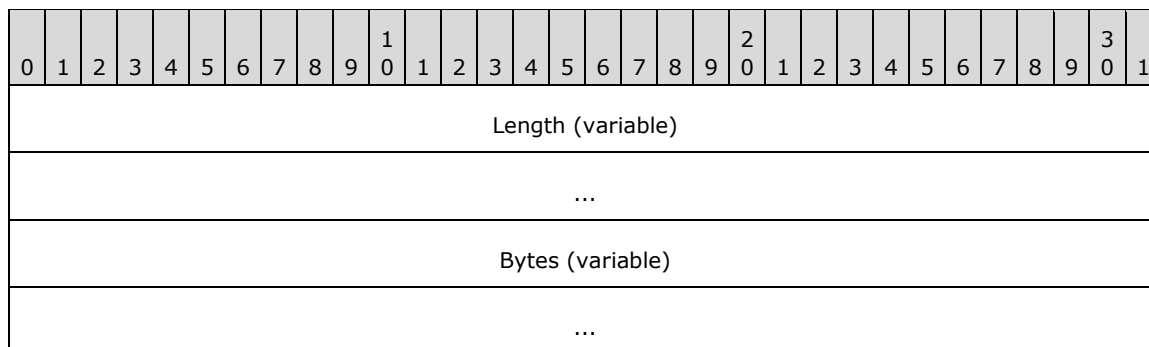 1 2 3
0 1 2 3 4 5 6 7 8 9 0 1 2 3 4 5 6 7 8 9 0 1 2 3 4 5 6 7 8 9 0 1
Length (variable)
...
Bytes (variable)
...